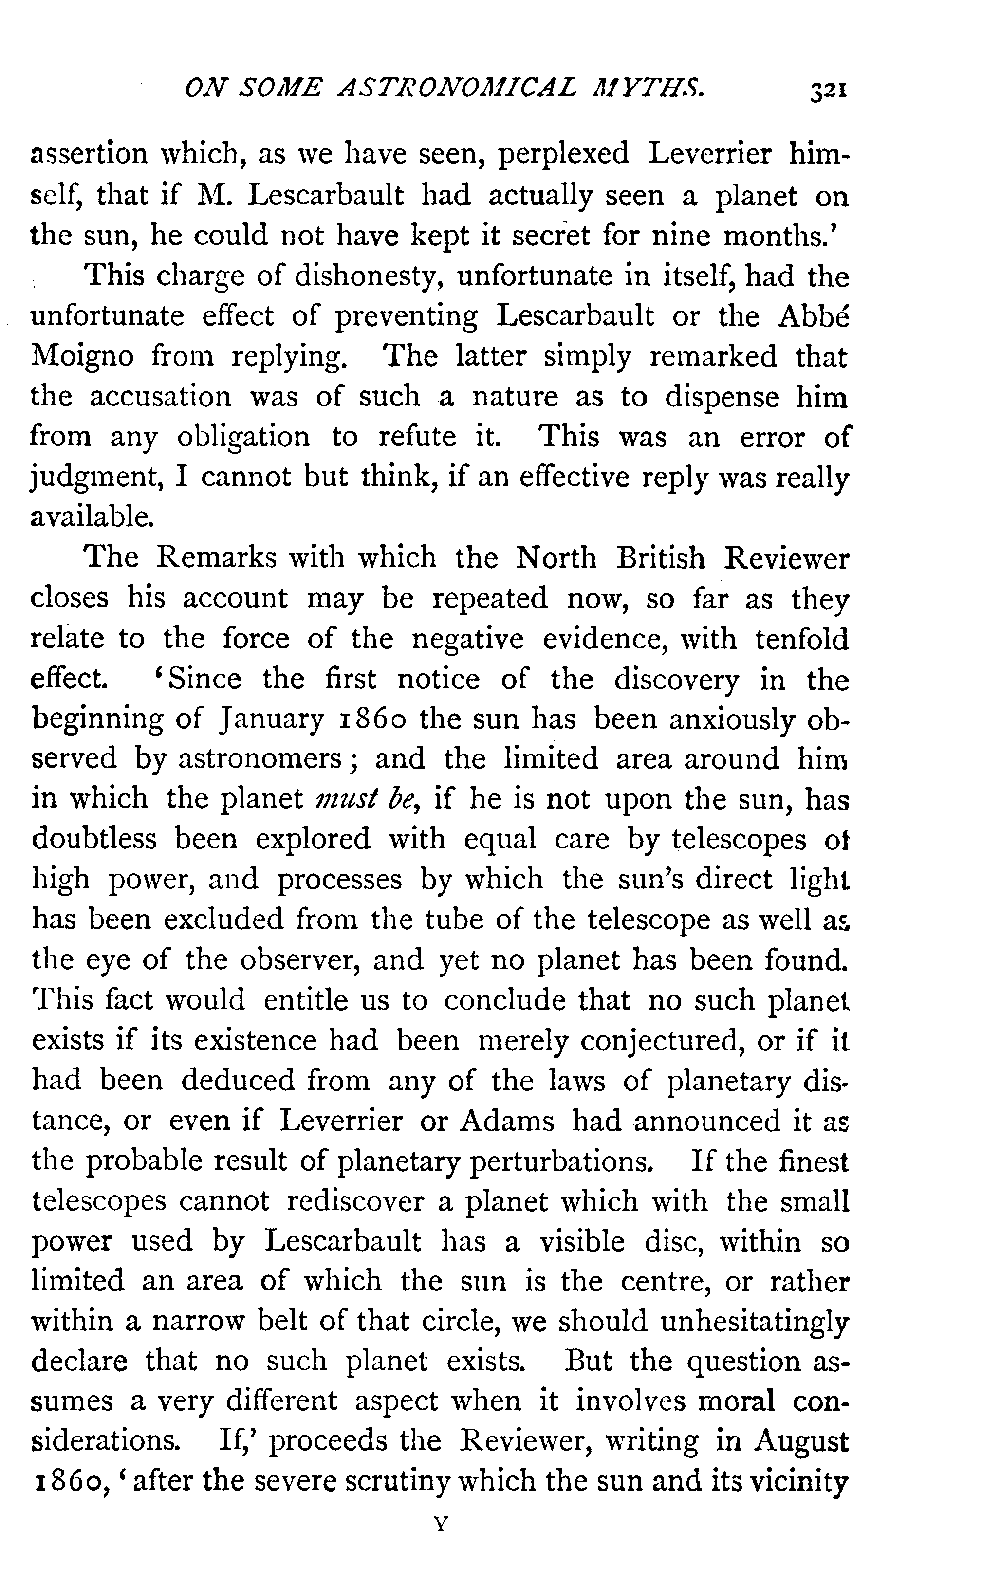 ON SOME ASTRONOMICAL MYTHS. 321
assertion which, as we have seen, perplexed Leverrier him-
self, that if M. Lescarbault had actually seen a planet on
the sun, he could not have kept it secret for nine months.'
This charge of dishonesty, unfortunate in itself, had the
unfortunate effect of preventing Lescarbault or the Abbé
Moigno from replying. The latter simply remarked that
the accusation was of such a nature as to dispense him
from any obligation to refute it. This was an error of
judgment, I cannot but think, if an effective reply was really
available.
The Remarks with which the North British Reviewer
closes his account may be repeated now, so far as they
relate to the force of the negative evidence, with tenfold
effect. 'Since the first notice of the discovery in the
beginning of January 1860 the sun has been anxiously ob-
served by astronomers; and the limited area around him
in which the planet must be, if he is not upon the sun, has
doubtless been explored with equal care by telescopes of
high power, and processes by which the sun's direct light
has been excluded from the tube of the telescope as well as
the eye of the observer, and yet no planet has been found.
This fact would entitle us to conclude that no such planet
exists if its existence had been merely conjectured, or if it
had been deduced from any of the laws of planetary dis-
tance, or even if Leverrier or Adams had announced it as
the probable result of planetary perturbations. If the finest
telescopes cannot rediscover a planet which with the small
power used by Lescarbault has a visible disc, within so
limited an area of which the sun is the centre, or rather
within a narrow belt of that circle, we should unhesitatingly
declare that no such planet exists. But the question as-
sumes a very different aspect when it involves moral con-
siderations. If,' proceeds the Reviewer, writing in August
1860, 'after the severe scrutiny which the sun and its vicinity
Y